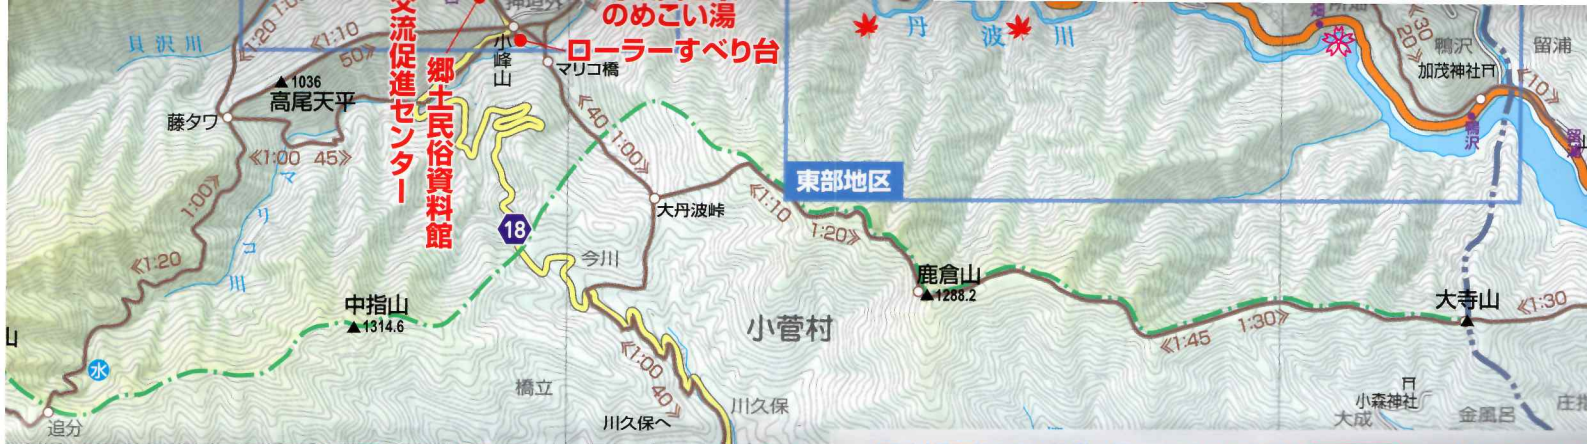 交流促進センター
郷土民俗資料館
のめこい湯
ローラーすべり台
小峰山
マリコ橋
貝沢川
《1:20
《1:10
50》
▲1036
高尾天平
藤タワ
《1:00 45》
1:00》
マリコ川
《1:20
18
《40 1:00》
大丹波峠
今川
中指山
▲1314.6
水
追分
山
橋立
《1:00 40》
川久保へ
川久保
小菅村
東部地区
《1:10
1:20》
鹿倉山
▲1288.2
丹波川
鴨沢
加茂神社
留浦
《30
20》
《10》
鴨沢
留浦
大寺山
《1:30
《1:45 1:30》
小森神社
大成
金風呂